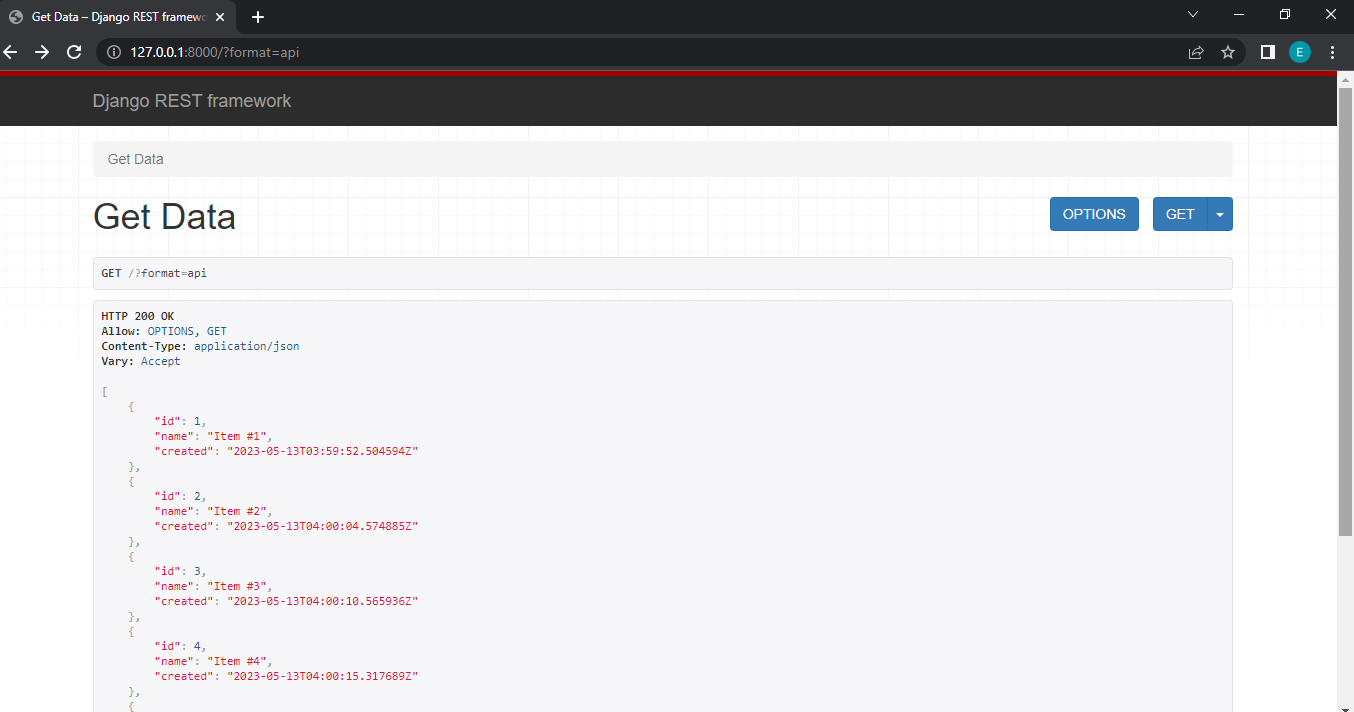 Get Data – Django REST framewo
127.0.0.1:8000/?format=api
E
Django REST framework
Get Data
Get Data
OPTIONS
GET
GET /?format=api
HTTP 200 OK
Allow: OPTIONS, GET
Content-Type: application/json
Vary: Accept
[
{
"id": 1,
"name": "Item #1",
"created": "2023-05-13T03:59:52.504594Z"
},
{
"id": 2,
"name": "Item #2",
"created": "2023-05-13T04:00:04.574885Z"
},
{
"id": 3,
"name": "Item #3",
"created": "2023-05-13T04:00:10.565936Z"
},
{
"id": 4,
"name": "Item #4",
"created": "2023-05-13T04:00:15.317689Z"
},
{